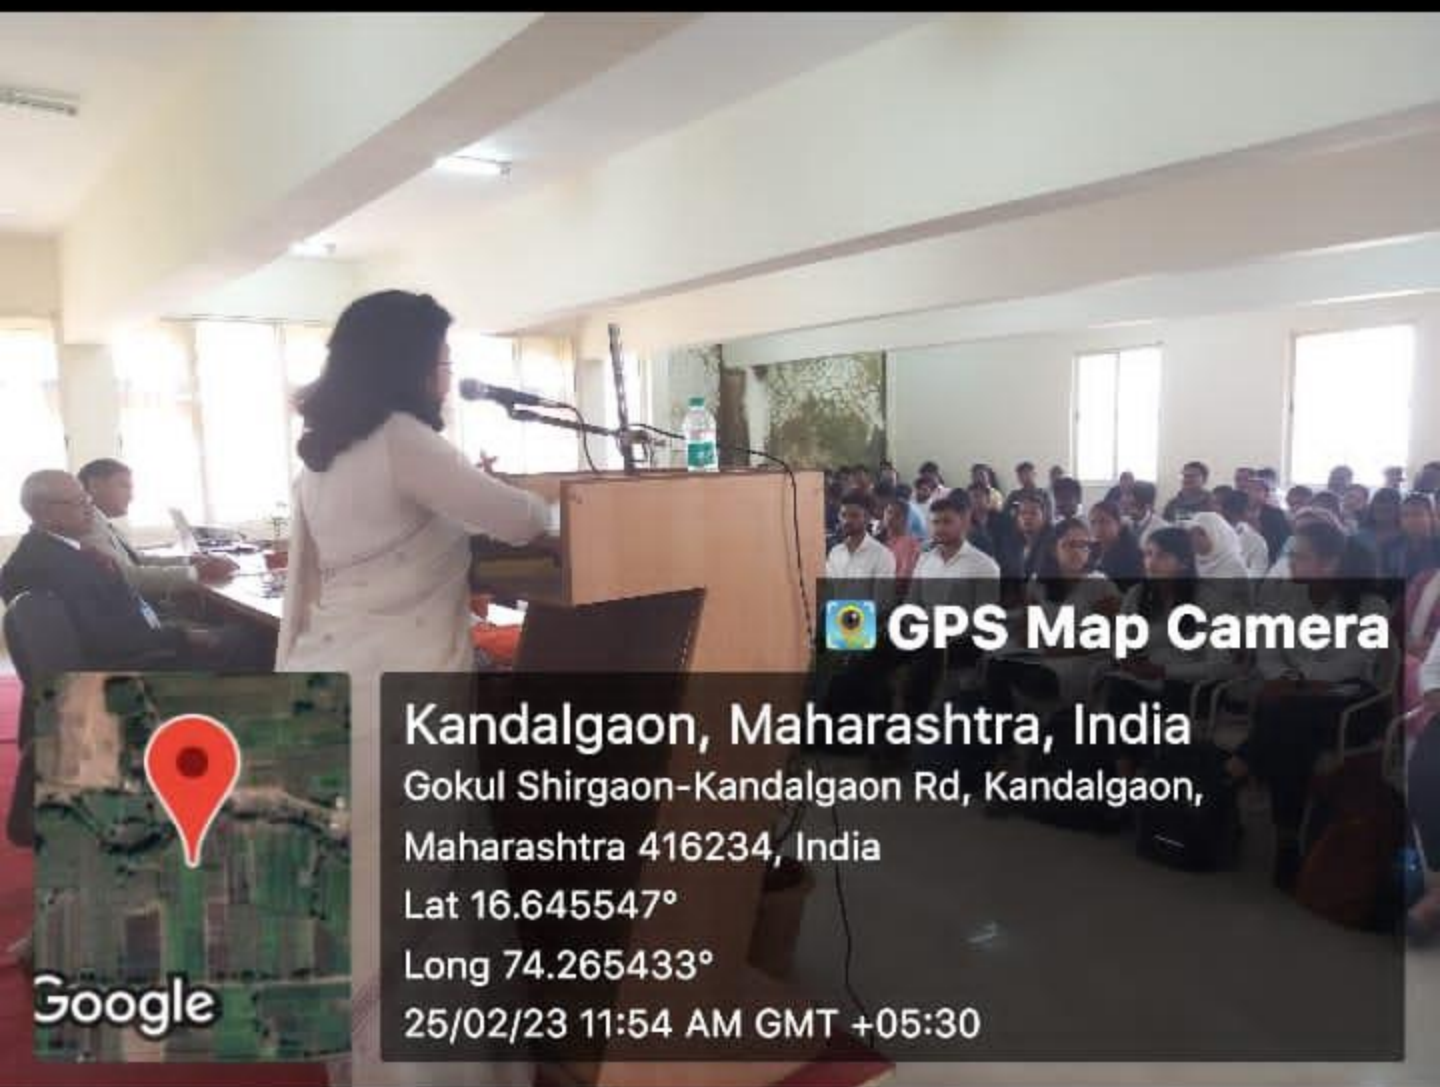 GPS Map Camera
Kandalgaon, Maharashtra, India
Gokul Shirgaon-Kandalgaon Rd, Kandalgaon,
Maharashtra 416234, India
Lat 16.645547°
Long 74.265433°
25/02/23 11:54 AM GMT +05:30
Google